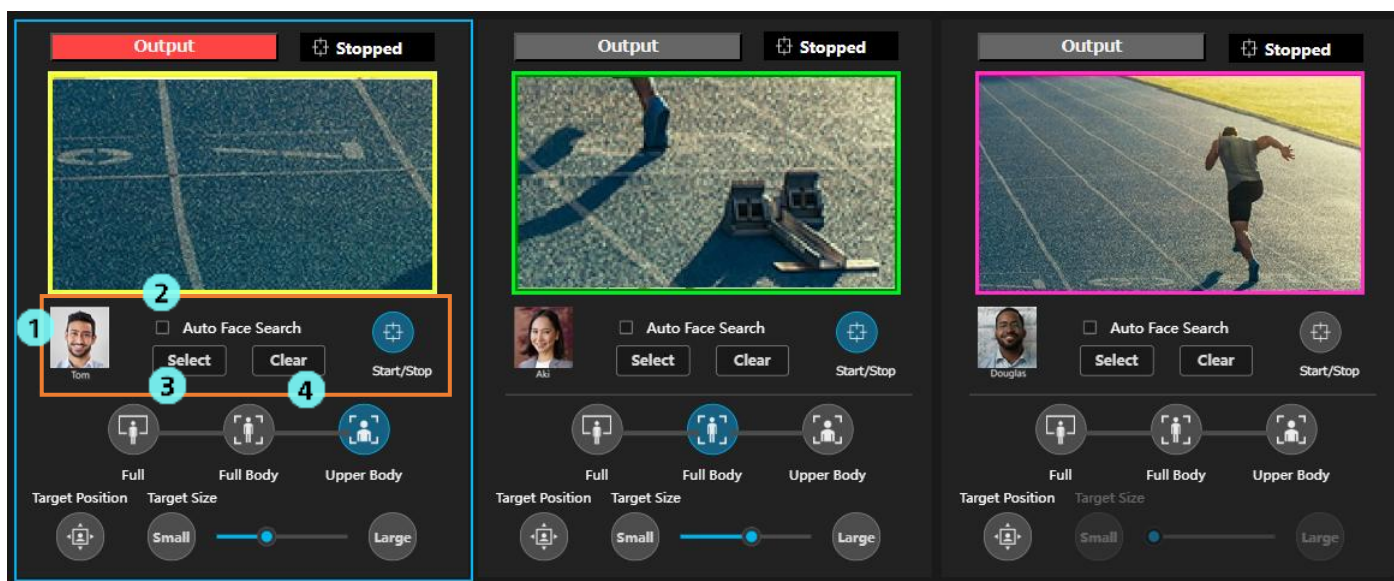 Output Stopped
2
1 Auto Face Search
Select Clear
Tom 3 4 Start/Stop
Full Full Body Upper Body
Target Position Target Size
Small Large
Output Stopped
Auto Face Search
Select Clear
Aki Start/Stop
Full Full Body Upper Body
Target Position Target Size
Small Large
Output Stopped
Auto Face Search
Select Clear
Douglas Start/Stop
Full Full Body Upper Body
Target Position Target Size
Small Large